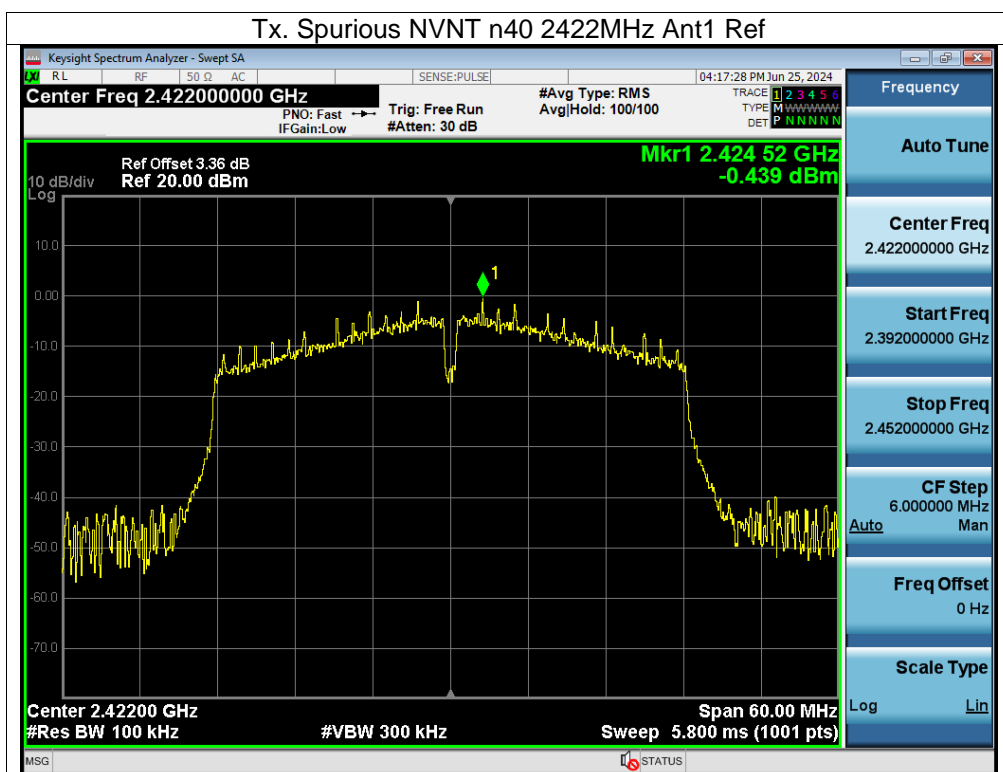 Tx. Spurious NVNT n40 2422MHz Ant1 Ref
Keysight Spectrum Analyzer - Swept SA
LXI RL RF 50 Ω AC SENSE:PULSE 04:17:28 PM Jun 25, 2024
Center Freq 2.422000000 GHz
#Avg Type: RMS
TRACE 1 2 3 4 5 6
PNO: Fast
Trig: Free Run
Avg|Hold: 100/100
TYPE M WWWWW
IFGain:Low
#Atten: 30 dB
DET P N N N N N
Mkr1 2.424 52 GHz
-0.439 dBm
Ref Offset 3.36 dB
10 dB/div Ref 20.00 dBm
Log
10.0
0.00
-10.0
-20.0
-30.0
-40.0
-50.0
-60.0
-70.0
1
Center 2.42200 GHz
Span 60.00 MHz
#Res BW 100 kHz
#VBW 300 kHz
Sweep 5.800 ms (1001 pts)
MSG
STATUS
Frequency
Auto Tune
Center Freq
2.422000000 GHz
Start Freq
2.392000000 GHz
Stop Freq
2.452000000 GHz
CF Step
6.000000 MHz
Auto Man
Freq Offset
0 Hz
Scale Type
Log Lin